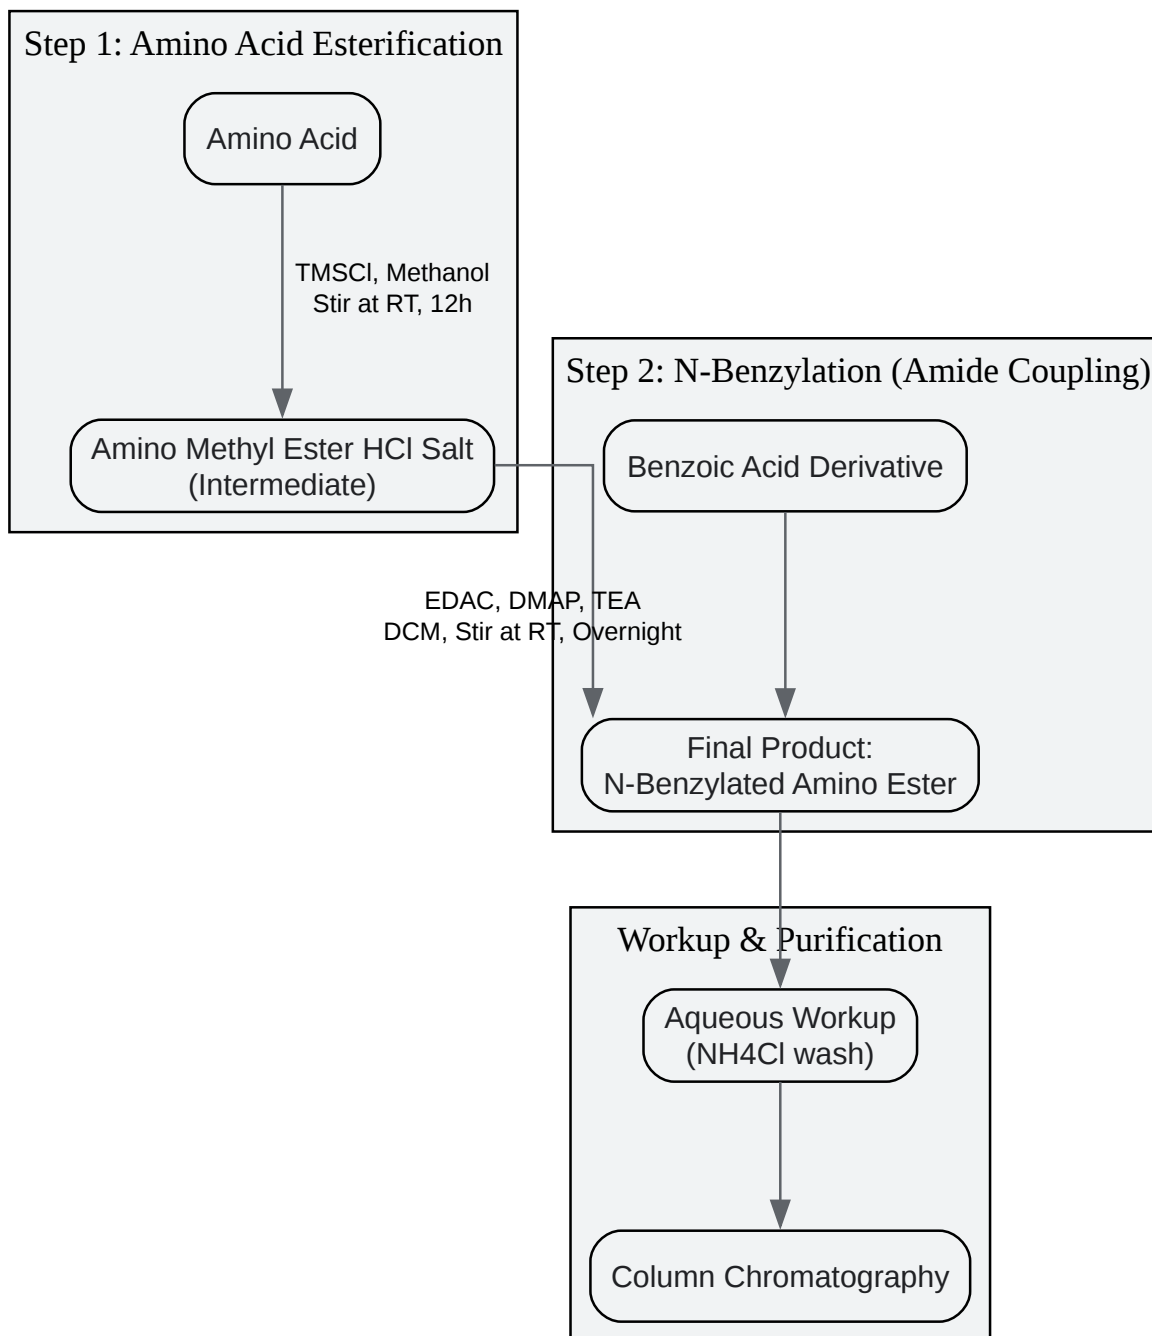 Step 1: Amino Acid Esterification
Amino Acid
TMSCl, Methanol
Stir at RT, 12h
Amino Methyl Ester HCl Salt
(Intermediate)
Step 2: N-Benzylation (Amide Coupling)
Benzoic Acid Derivative
EDAC, DMAP, TEA
DCM, Stir at RT, Overnight
Final Product:
N-Benzylated Amino Ester
Workup & Purification
Aqueous Workup
(NH4Cl wash)
Column Chromatography